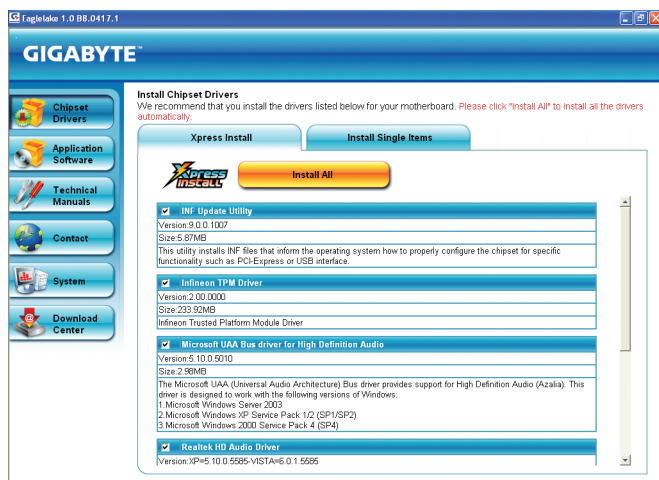 Eaglelake 1.0 B8.0417.1
GIGABYTE™
Chipset
Drivers
Application
Software
Technical
Manuals
Contact
System
Download
Center
Install Chipset Drivers
We recommend that you install the drivers listed below for your motherboard. Please click "Install All" to install all the drivers
automatically.
Xpress Install
Install Single Items
Xpress
INSTALL
Install All
INF Update Utility
Version:9.0.0.1007
Size:5.87MB
This utility installs INF files that inform the operating system how to properly configure the chipset for specific
functionality such as PCI-Express or USB interface.
Infineon TPM Driver
Version:2.00.0000
Size:233.92MB
Infineon Trusted Platform Module Driver
Microsoft UAA Bus driver for High Definition Audio
Version:5.10.0.5010
Size:2.98MB
The Microsoft UAA (Universal Audio Architecture) Bus driver provides support for High Definition Audio (Azalia). This
driver is designed to work with the following versions of Windows:
1.Microsoft Windows Server 2003
2.Microsoft Windows XP Service Pack 1/2 (SP1/SP2)
3.Microsoft Windows 2000 Service Pack 4 (SP4)
Realtek HD Audio Driver
Version:XP=5.10.0.5585-VISTA=6.0.1.5585